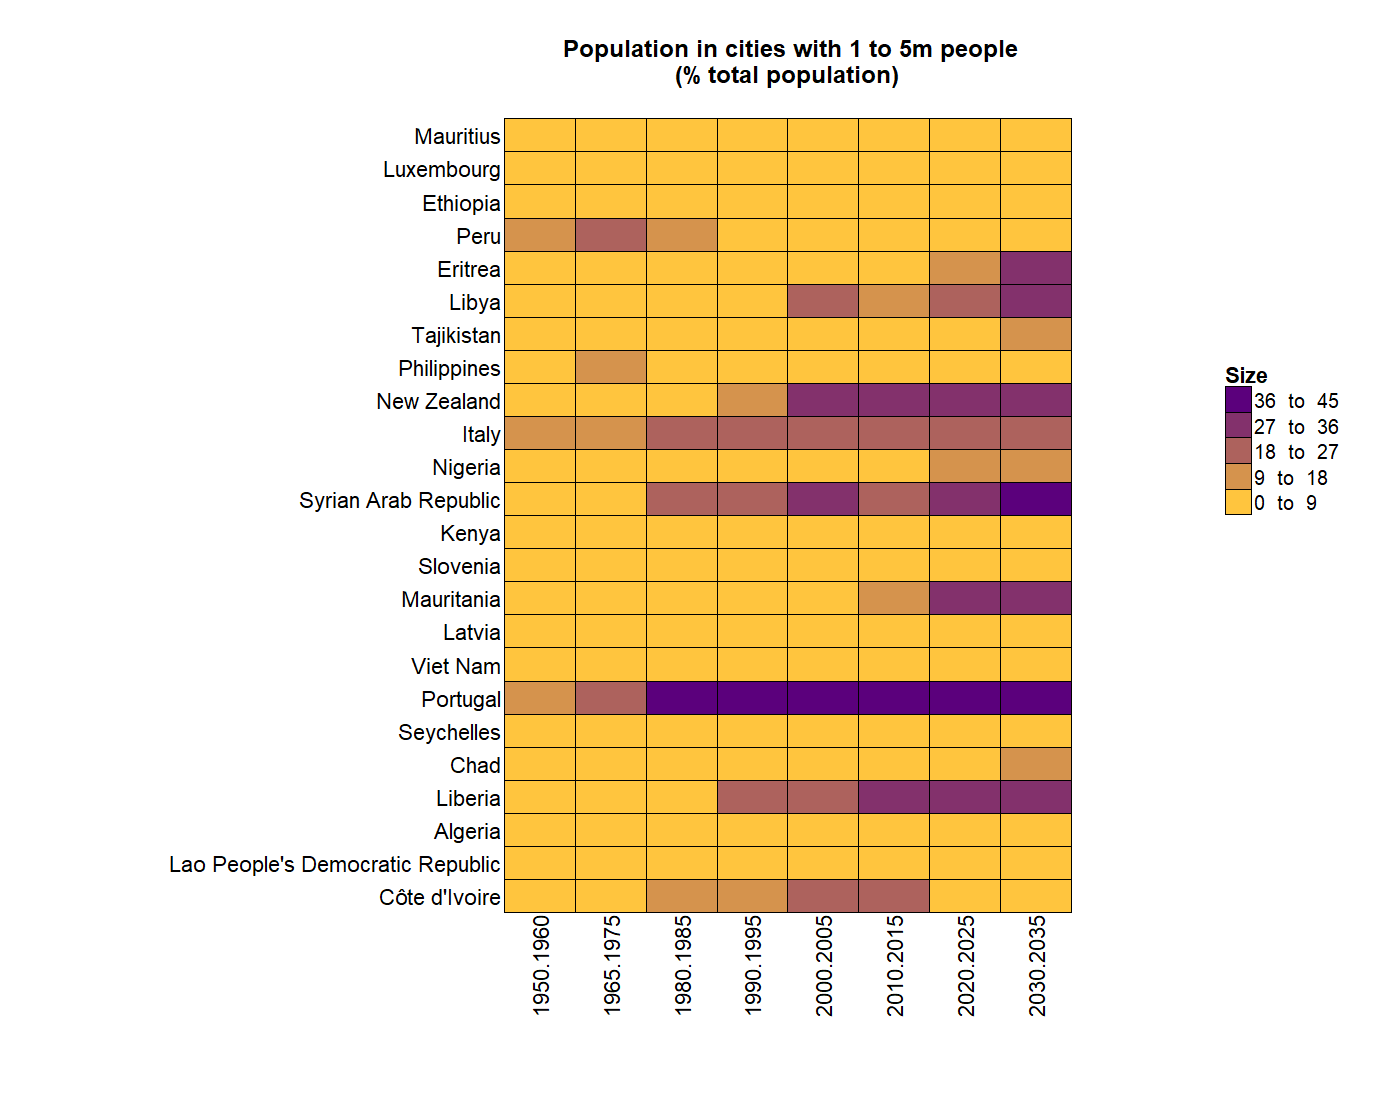 Population in cities with 1 to 5m people
(% total population)
Mauritius
Luxembourg
Ethiopia
Peru
Eritrea
Libya
Tajikistan
Philippines
New Zealand
Italy
Nigeria
Syrian Arab Republic
Kenya
Slovenia
Mauritania
Latvia
Viet Nam
Portugal
Seychelles
Chad
Liberia
Algeria
Lao People's Democratic Republic
Côte d'Ivoire
1950.1960
1965.1975
1980.1985
1990.1995
2000.2005
2010.2015
2020.2025
2030.2035
Size
36 to 45
27 to 36
18 to 27
9 to 18
0 to 9